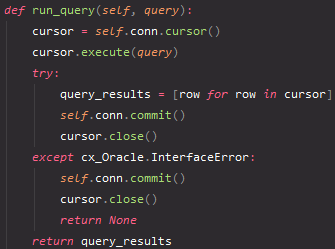 def run_query(self, query):
    cursor = self.conn.cursor()
    cursor.execute(query)
    try:
        query_results = [row for row in cursor]
        self.conn.commit()
        cursor.close()
    except cx_Oracle.InterfaceError:
        self.conn.commit()
        cursor.close()
        return None
    return query_results